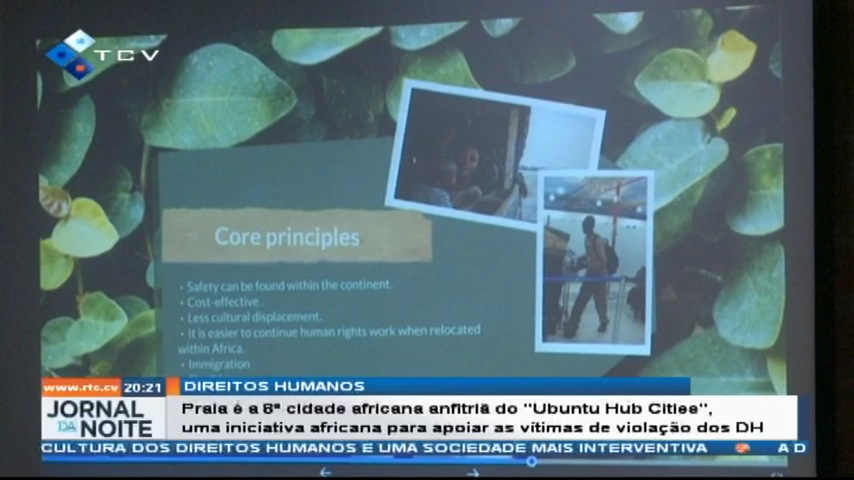 TCV
Core principles
• Safety can be found within the continent.
• Cost-effective .
• Less cultural displacement.
• It is easier to continue human rights work when relocated
within Africa.
• Immigration
www.rtc.cv 20:21 DIREITOS HUMANOS
JORNAL
DA NOITE
Praia é a 8ª cidade africana anfitriã do "Ubuntu Hub Cities",
uma iniciativa africana para apoiar as vítimas de violação dos DH
CULTURA DOS DIREITOS HUMANOS E UMA SOCIEDADE MAIS INTERVENTIVA A D